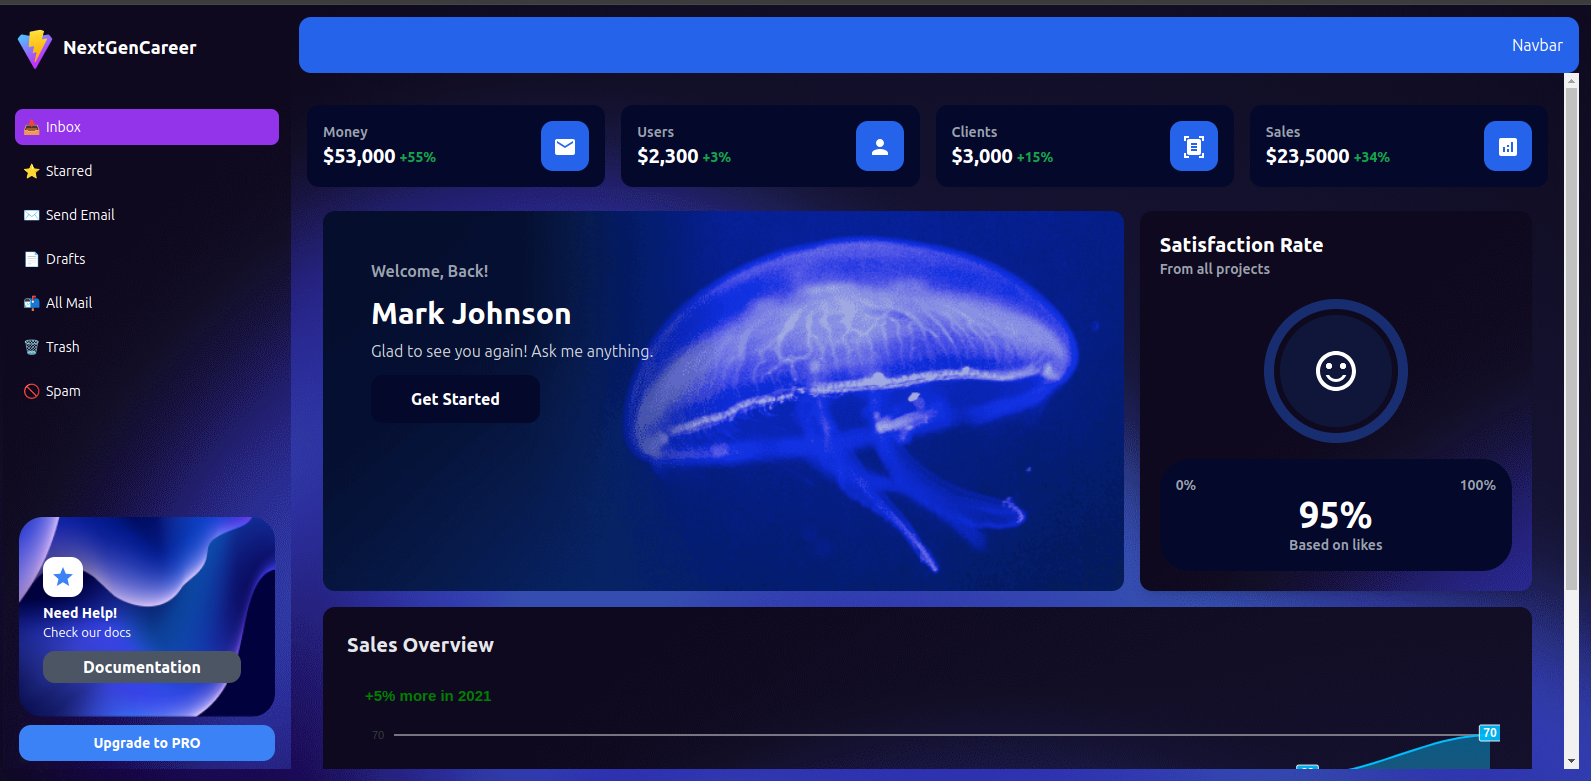 NextGenCareer
Navbar
Inbox
Starred
Send Email
Drafts
All Mail
Trash
Spam
Need Help!
Check our docs
Documentation
Upgrade to PRO
Money
$53,000 +55%
Users
$2,300 +3%
Clients
$3,000 +15%
Sales
$23,5000 +34%
Welcome, Back!
Mark Johnson
Glad to see you again! Ask me anything.
Get Started
Satisfaction Rate
From all projects
0% 100%
95%
Based on likes
Sales Overview
+5% more in 2021
70
70